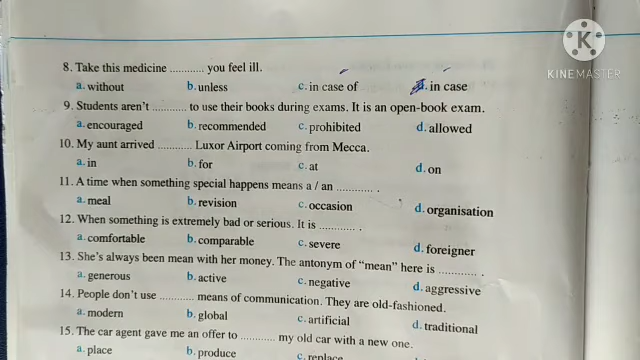 K
KINEMASTER
8. Take this medicine ............ you feel ill.
a. without b. unless c. in case of d. in case
9. Students aren't ............ to use their books during exams. It is an open-book exam.
a. encouraged b. recommended c. prohibited d. allowed
10. My aunt arrived ............ Luxor Airport coming from Mecca.
a. in b. for c. at d. on
11. A time when something special happens means a / an ............ .
a. meal b. revision c. occasion d. organisation
12. When something is extremely bad or serious. It is ............ .
a. comfortable b. comparable c. severe d. foreigner
13. She's always been mean with her money. The antonym of "mean" here is ............ .
a. generous b. active c. negative d. aggressive
14. People don't use ............ means of communication. They are old-fashioned.
a. modern b. global c. artificial d. traditional
15. The car agent gave me an offer to ............ my old car with a new one.
a. place b. produce c. replace